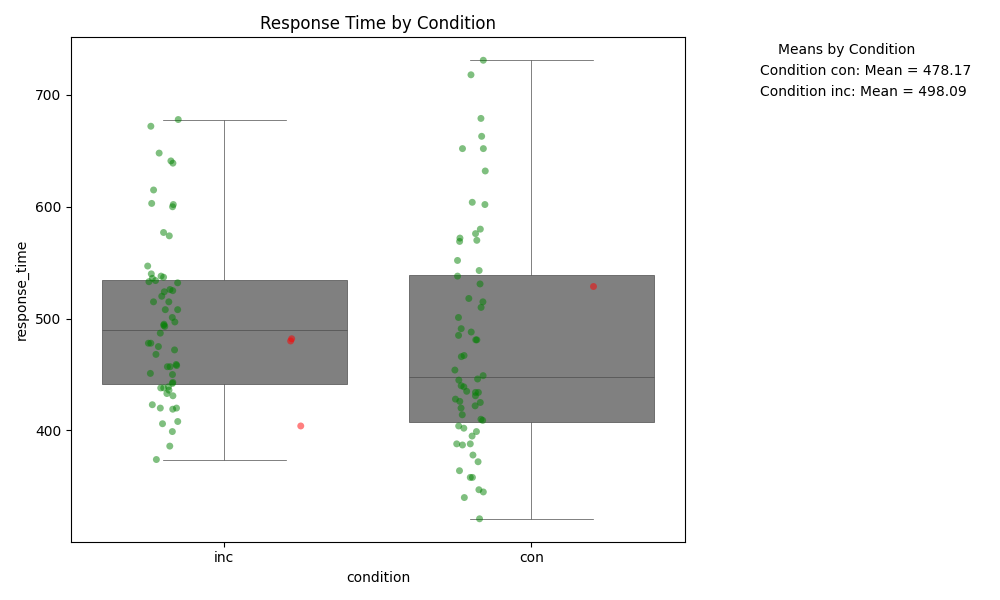 Response Time by Condition
Means by Condition
Condition con: Mean = 478.17
Condition inc: Mean = 498.09
response_time
700
600
500
400
inc
con
condition